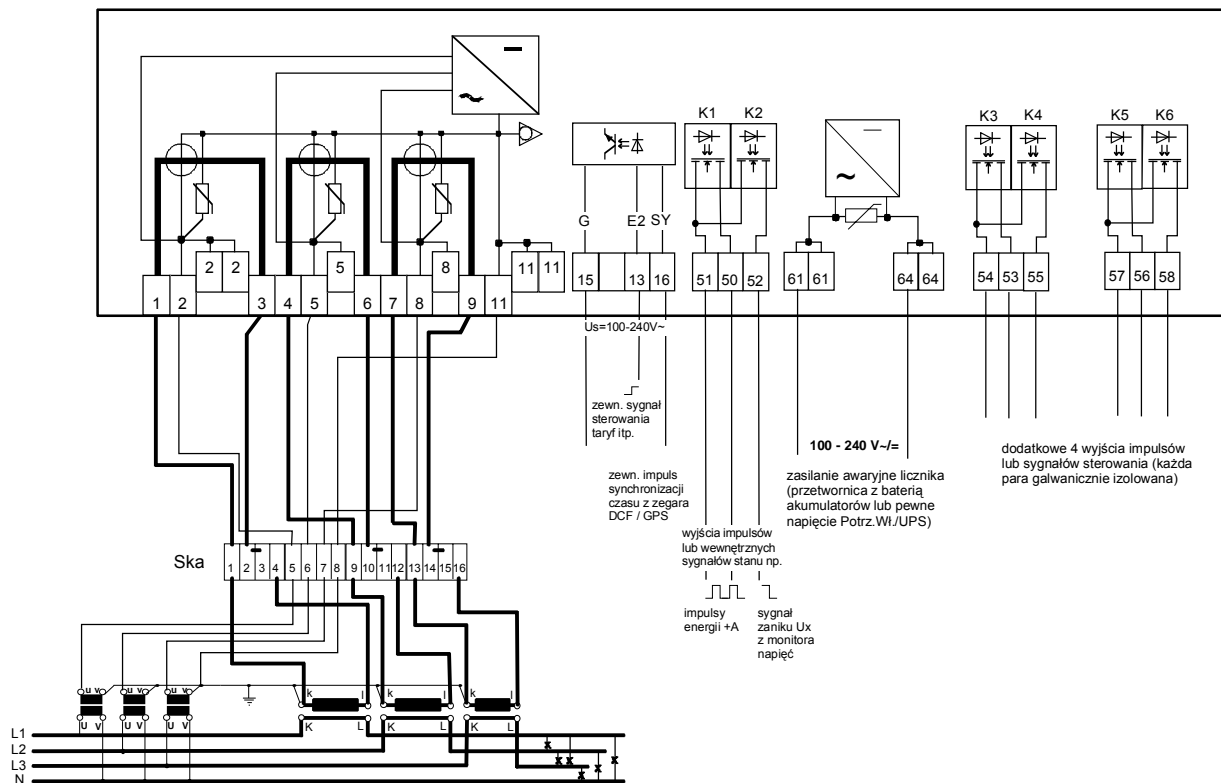 K1 K2 K3 K4 K5 K6
G E2 SY
2 2 5 8 11 11
1 2 3 4 5 6 7 8 9 11
15 13 16
51 50 52
61 61 64 64
54 53 55
57 56 58
Us=100-240V~
zewn. sygnał
sterowania
taryf itp.
zewn. impuls
synchronizacji
czasu z zegara
DCF / GPS
wyjścia impulsów
lub wewnętrznych
sygnałów stanu np.
impulsy
energii +A
sygnał
zaniku Ux
z monitora
napięć
100 - 240 V~/=
zasilanie awaryjne licznika
(przetwornica z baterią
akumulatorów lub pewne
napięcie Potrz.Wł./UPS)
dodatkowe 4 wyjścia impulsów
lub sygnałów sterowania (każda
para galwanicznie izolowana)
Ska
1 2 3 4 5 6 7 8 9 10 11 12 13 14 15 16
u v u v u v
k l k l k l
U V U V U V
K L K L K L
L1
L2
L3
N